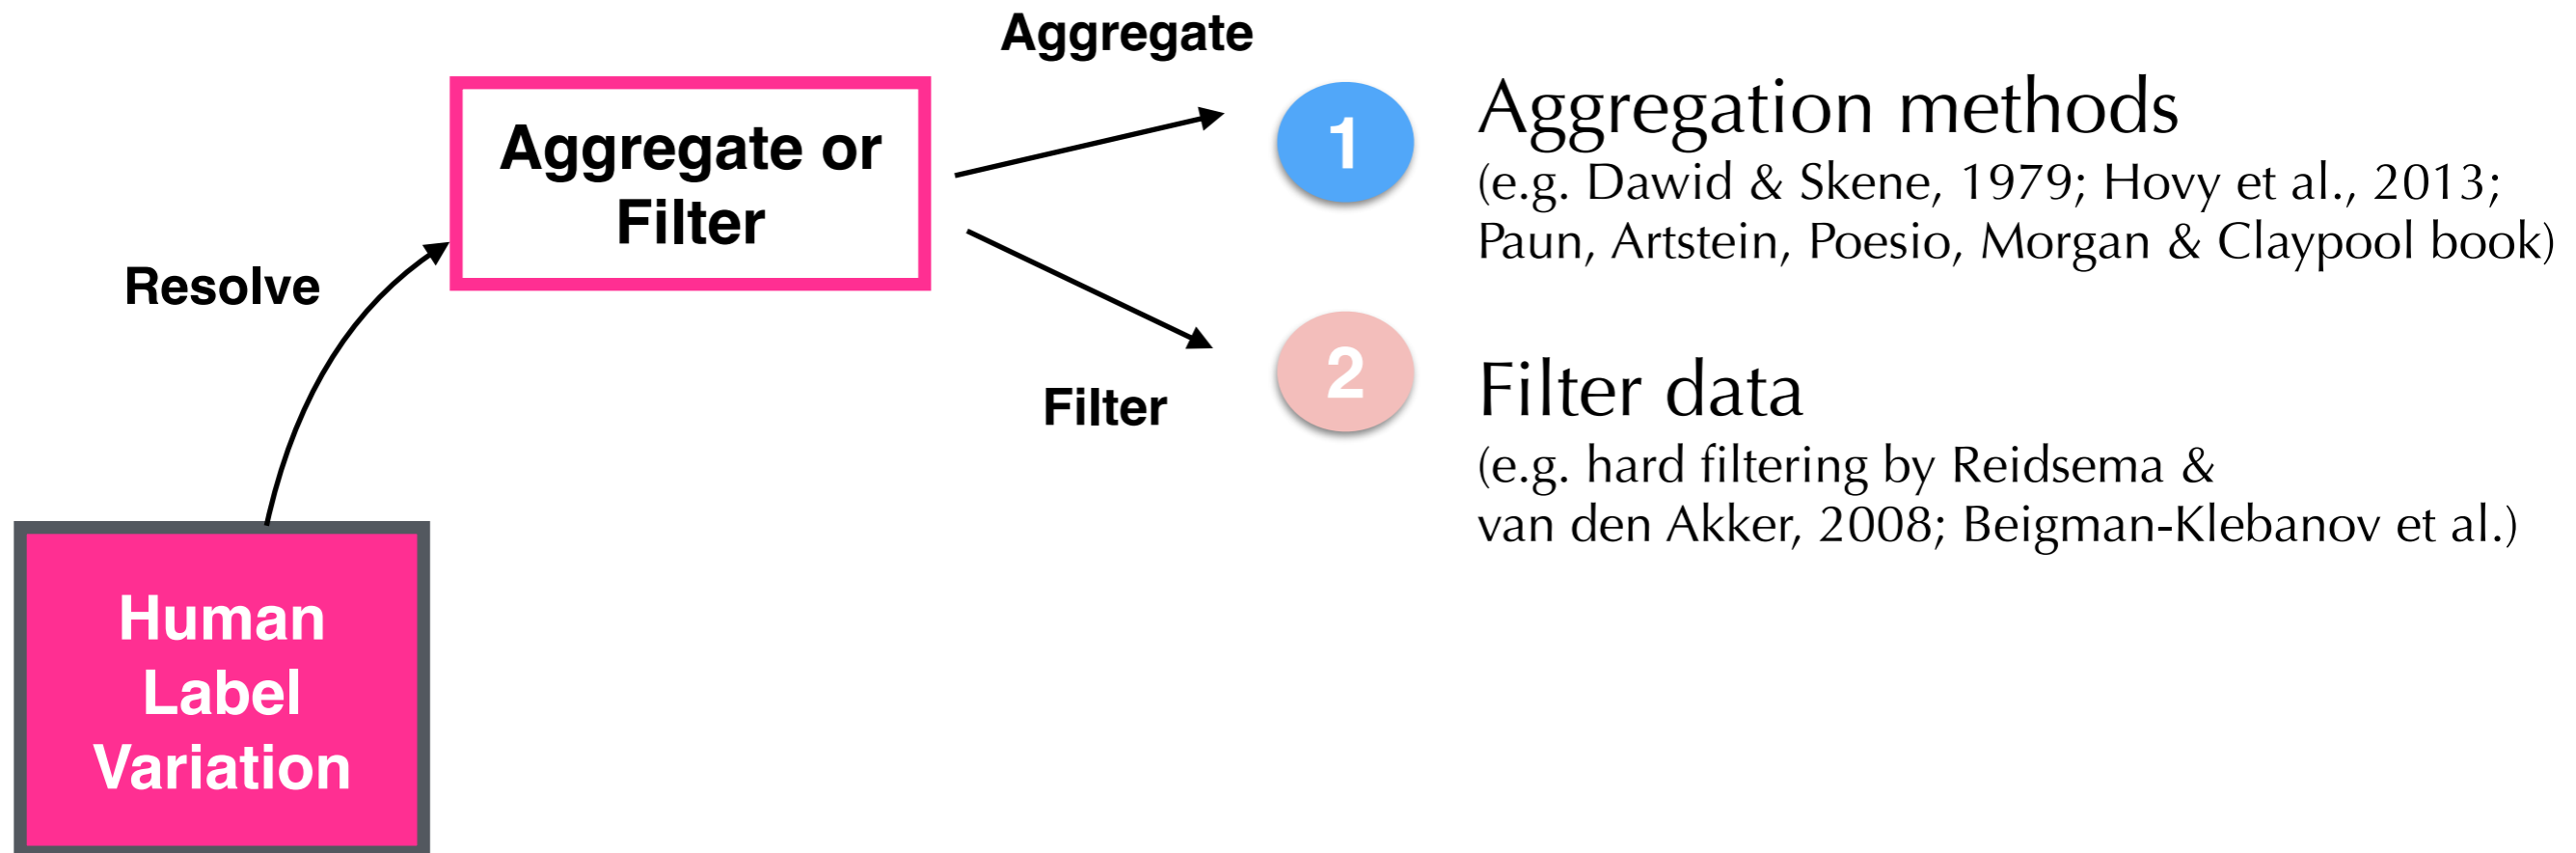 Aggregate
Aggregate or
Filter
1
Aggregation methods
(e.g. Dawid & Skene, 1979; Hovy et al., 2013;
Paun, Artstein, Poesio, Morgan & Claypool book)
Resolve
2
Filter
Filter data
(e.g. hard filtering by Reidsema &
van den Akker, 2008; Beigman-Klebanov et al.)
Human
Label
Variation